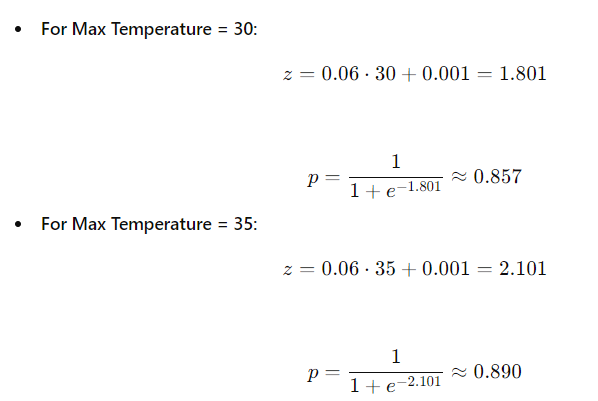 • For Max Temperature = 30:
z = 0.06 · 30 + 0.001 = 1.801
p = 1 / (1 + e^{−1.801}) ≈ 0.857
• For Max Temperature = 35:
z = 0.06 · 35 + 0.001 = 2.101
p = 1 / (1 + e^{−2.101}) ≈ 0.890